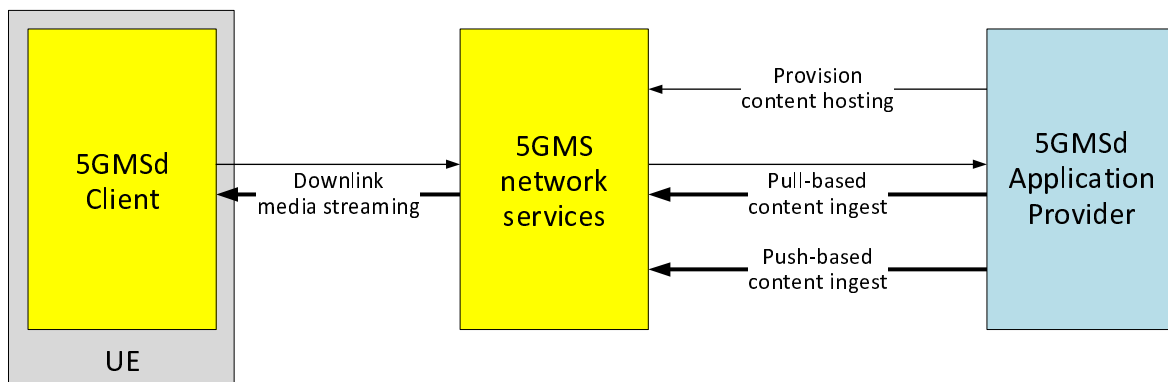 5GMSd
Client
UE
Downlink
media streaming
5GMS
network
services
Provision
content hosting
Pull-based
content ingest
Push-based
content ingest
5GMSd
Application
Provider